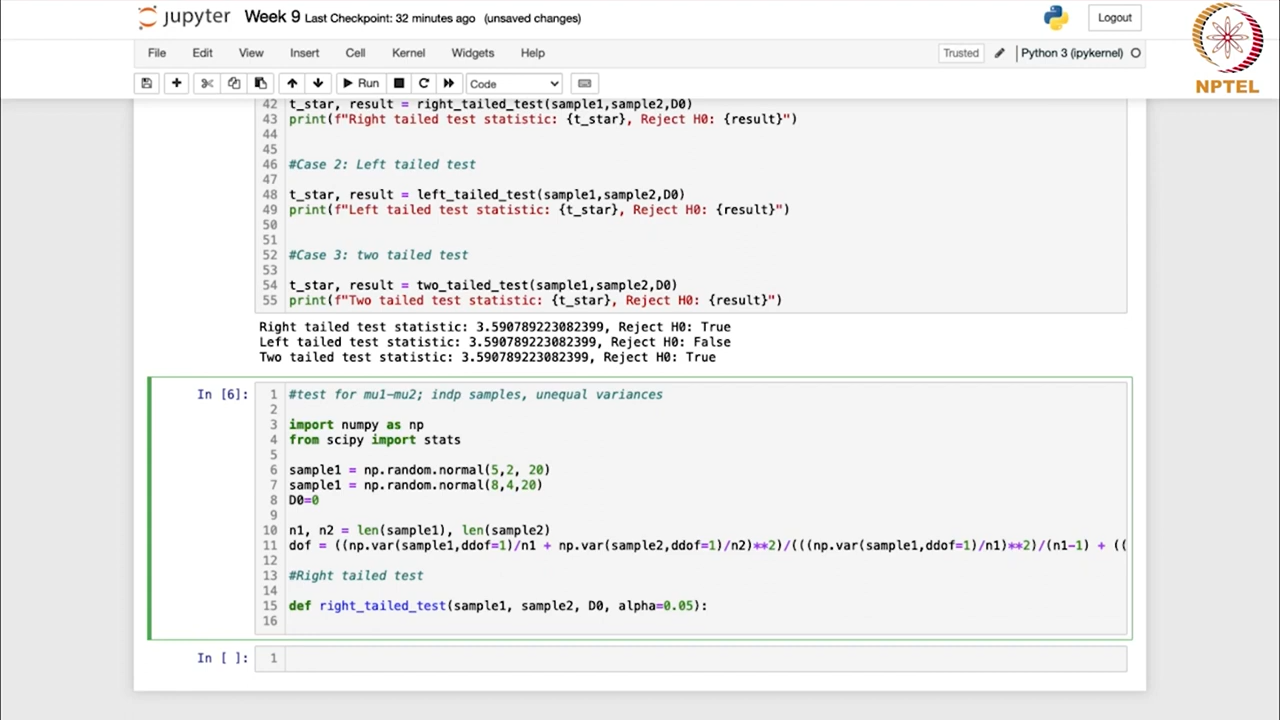 jupyter Week 9 Last Checkpoint: 32 minutes ago (unsaved changes) Logout
NPTEL
File Edit View Insert Cell Kernel Widgets Help Trusted Python 3 (ipykernel)
Run Code
42 t_star, result = right_tailed_test(sample1,sample2,D0)
43 print(f"Right tailed test statistic: {t_star}, Reject H0: {result}")
44
45
46 #Case 2: Left tailed test
47
48 t_star, result = left_tailed_test(sample1,sample2,D0)
49 print(f"Left tailed test statistic: {t_star}, Reject H0: {result}")
50
51
52 #Case 3: two tailed test
53
54 t_star, result = two_tailed_test(sample1,sample2,D0)
55 print(f"Two tailed test statistic: {t_star}, Reject H0: {result}")
Right tailed test statistic: 3.590789223082399, Reject H0: True
Left tailed test statistic: 3.590789223082399, Reject H0: False
Two tailed test statistic: 3.590789223082399, Reject H0: True
In [6]: 1 #test for mu1-mu2; indp samples, unequal variances
2
3 import numpy as np
4 from scipy import stats
5
6 sample1 = np.random.normal(5,2, 20)
7 sample1 = np.random.normal(8,4,20)
8 D0=0
9
10 n1, n2 = len(sample1), len(sample2)
11 dof = ((np.var(sample1,ddof=1)/n1 + np.var(sample2,ddof=1)/n2)**2)/(((np.var(sample1,ddof=1)/n1)**2)/(n1-1) + ((
12
13 #Right tailed test
14
15 def right_tailed_test(sample1, sample2, D0, alpha=0.05):
16
In [ ]: 1